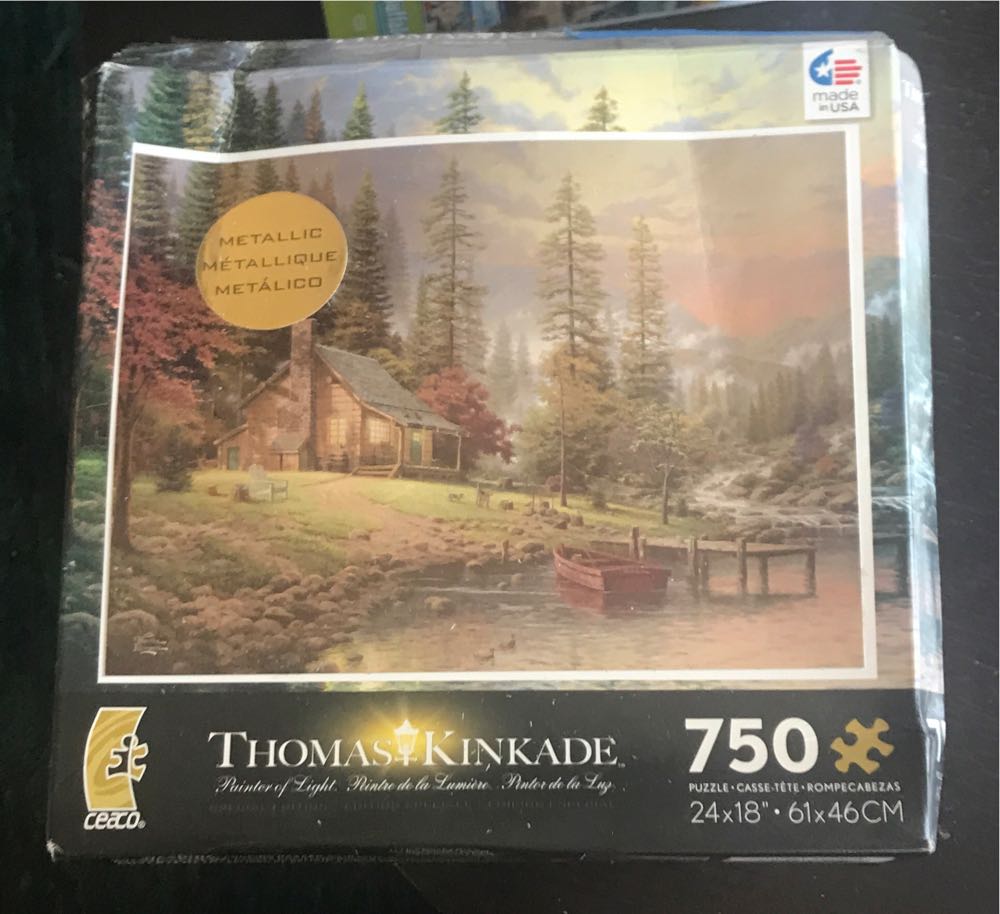 made
in USA
METALLIC
MÉTALLIQUE
METÁLICO
THOMAS KINKADE
Painter of Light Peintre de la Lumière Pintor de la Luz
750
PUZZLE • CASSE-TÊTE • ROMPECABEZAS
24x18" • 61x46CM
ceaco